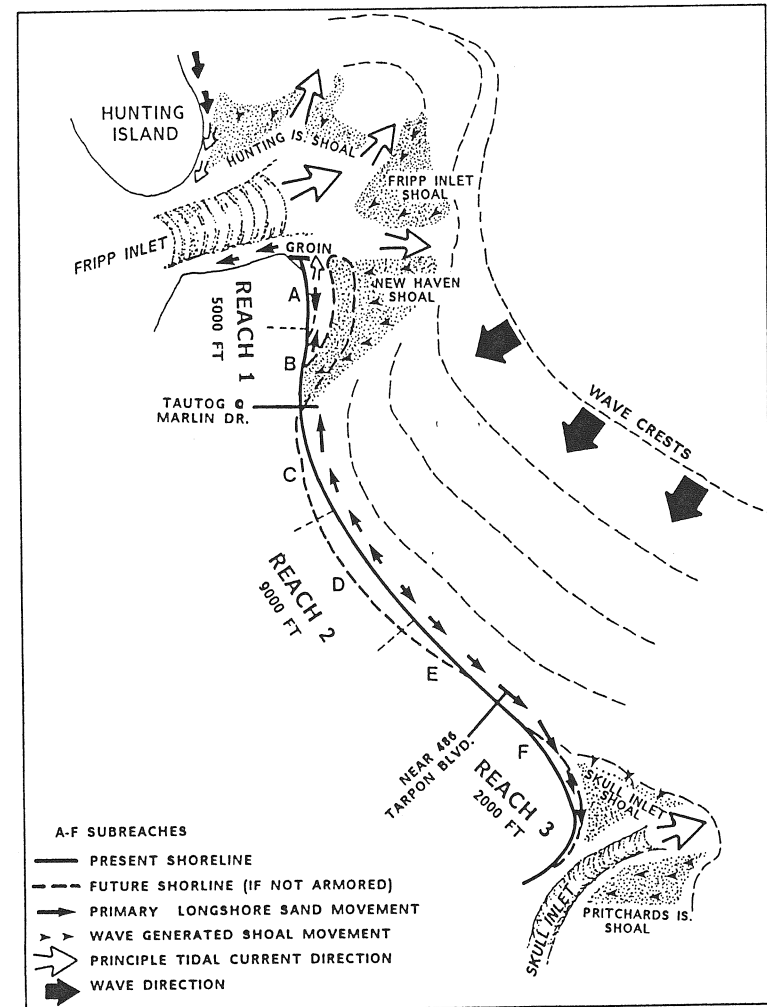 HUNTING
ISLAND
HUNTING IS. SHOAL
FRIPP INLET
SHOAL
FRIPP INLET
GROIN
NEW HAVEN
SHOAL
A
REACH 1
5000 FT
B
WAVE CRESTS
TAUTOG @
MARLIN DR.
C
REACH 2
9000 FT
D
E
NEAR 486
TARPON BLVD.
F
REACH 3
2000 FT
SKULL INLET
SHOAL
SKULL INLET
PRITCHARDS IS.
SHOAL
A-F SUBREACHES
PRESENT SHORELINE
FUTURE SHORLINE (IF NOT ARMORED)
PRIMARY LONGSHORE SAND MOVEMENT
WAVE GENERATED SHOAL MOVEMENT
PRINCIPLE TIDAL CURRENT DIRECTION
WAVE DIRECTION